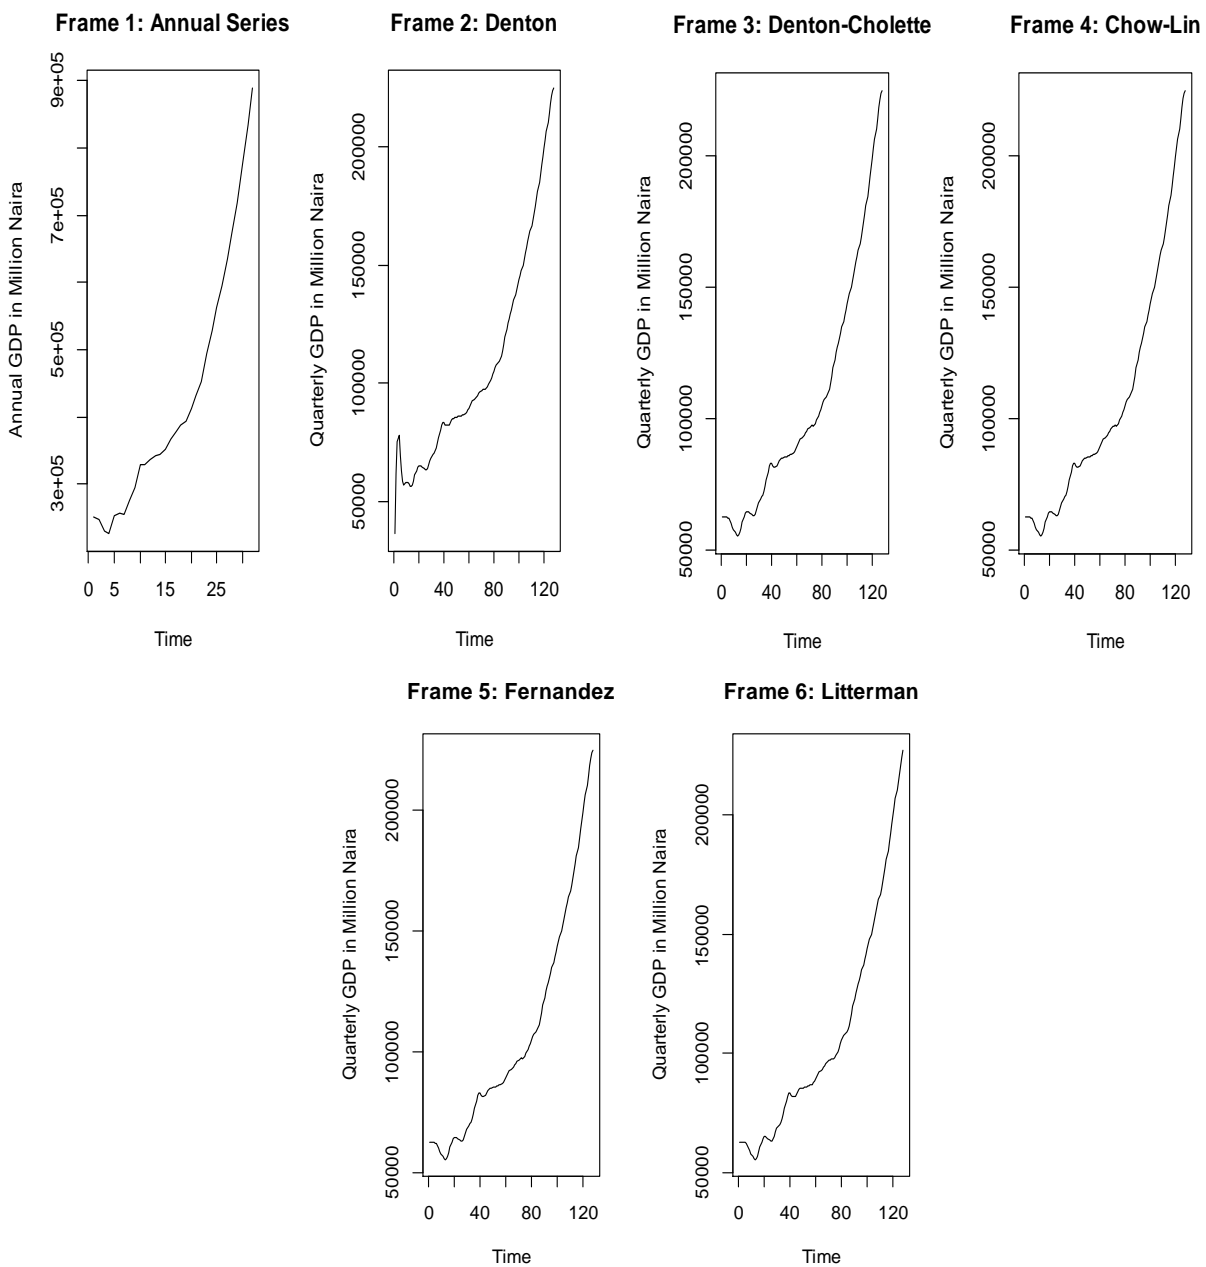 Frame 1: Annual Series
Annual GDP in Million Naira
3e+05 5e+05 7e+05 9e+05
0 5 15 25
Time
Frame 2: Denton
Quarterly GDP in Million Naira
50000 100000 150000 200000
0 40 80 120
Time
Frame 3: Denton-Cholette
Quarterly GDP in Million Naira
50000 100000 150000 200000
0 40 80 120
Time
Frame 4: Chow-Lin
Quarterly GDP in Million Naira
50000 100000 150000 200000
0 40 80 120
Time
Frame 5: Fernandez
Quarterly GDP in Million Naira
50000 100000 150000 200000
0 40 80 120
Time
Frame 6: Litterman
Quarterly GDP in Million Naira
50000 100000 150000 200000
0 40 80 120
Time